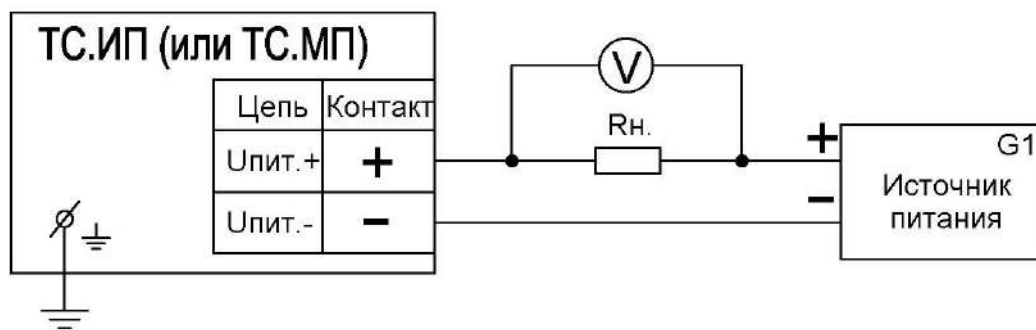 ТС.ИП (или ТС.МП)
Цепь Контакт
Uпит.+ +
Uпит.- −
V
Rн.
+
−
G1
Источник
питания